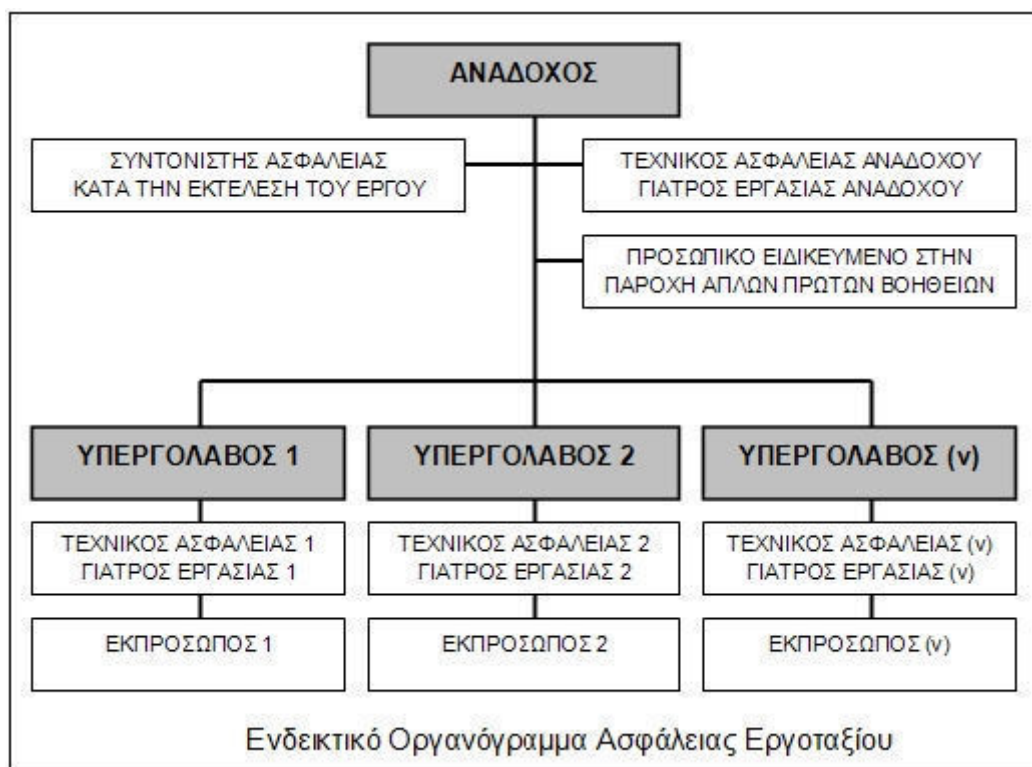 ΑΝΑΔΟΧΟΣ
ΣΥΝΤΟΝΙΣΤΗΣ ΑΣΦΑΛΕΙΑΣ
ΚΑΤΑ ΤΗΝ ΕΚΤΕΛΕΣΗ ΤΟΥ ΕΡΓΟΥ
ΤΕΧΝΙΚΟΣ ΑΣΦΑΛΕΙΑΣ ΑΝΑΔΟΧΟΥ
ΓΙΑΤΡΟΣ ΕΡΓΑΣΙΑΣ ΑΝΑΔΟΧΟΥ
ΠΡΟΣΩΠΙΚΟ ΕΙΔΙΚΕΥΜΕΝΟ ΣΤΗΝ
ΠΑΡΟΧΗ ΑΠΛΩΝ ΠΡΩΤΩΝ ΒΟΗΘΕΙΩΝ
ΥΠΕΡΓΟΛΑΒΟΣ 1
ΤΕΧΝΙΚΟΣ ΑΣΦΑΛΕΙΑΣ 1
ΓΙΑΤΡΟΣ ΕΡΓΑΣΙΑΣ 1
ΕΚΠΡΟΣΩΠΟΣ 1
ΥΠΕΡΓΟΛΑΒΟΣ 2
ΤΕΧΝΙΚΟΣ ΑΣΦΑΛΕΙΑΣ 2
ΓΙΑΤΡΟΣ ΕΡΓΑΣΙΑΣ 2
ΕΚΠΡΟΣΩΠΟΣ 2
ΥΠΕΡΓΟΛΑΒΟΣ (ν)
ΤΕΧΝΙΚΟΣ ΑΣΦΑΛΕΙΑΣ (ν)
ΓΙΑΤΡΟΣ ΕΡΓΑΣΙΑΣ (ν)
ΕΚΠΡΟΣΩΠΟΣ (ν)
Ενδεικτικό Οργανόγραμμα Ασφάλειας Εργοταξίου